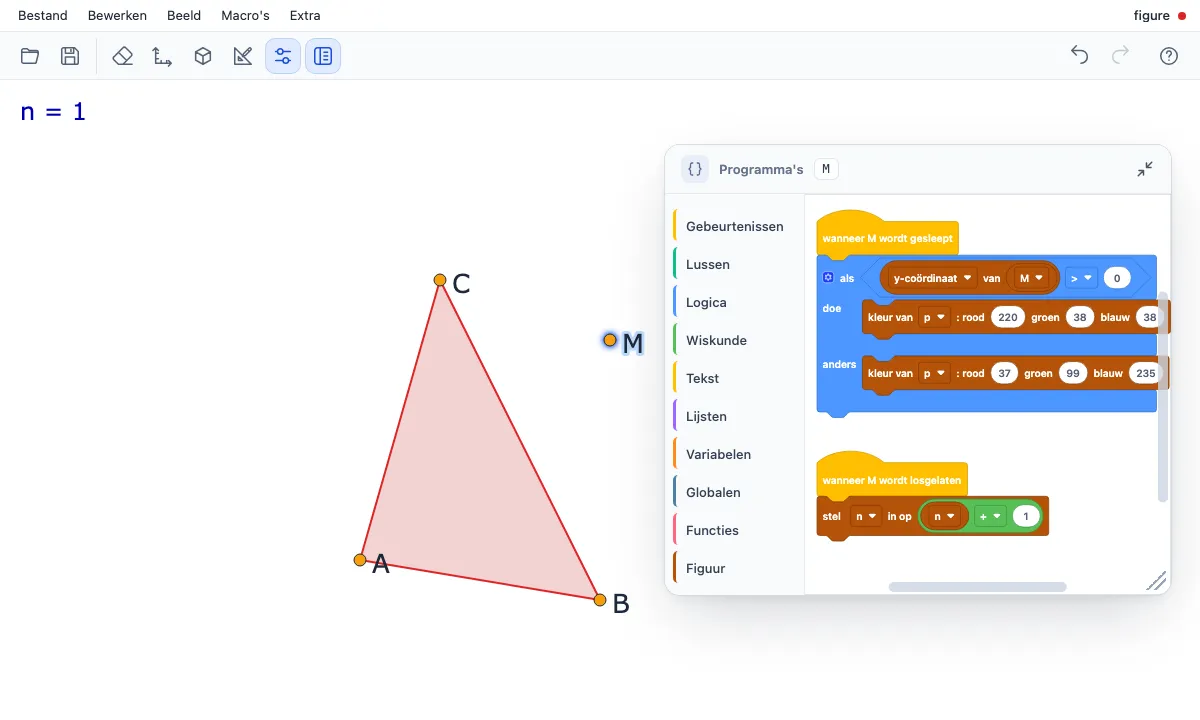 Bestand Bewerken Beeld Macro's Extra figure
n = 1
{} Programma's M
Gebeurtenissen
Lussen
Logica
Wiskunde
Tekst
Lijsten
Variabelen
Globalen
Functies
Figuur
wanneer M wordt gesleept
als y-coördinaat van M > 0
doe kleur van p : rood 220 groen 38 blauw 38
anders kleur van p : rood 37 groen 99 blauw 235
wanneer M wordt losgelaten
stel n in op n + 1
C
M
A
B